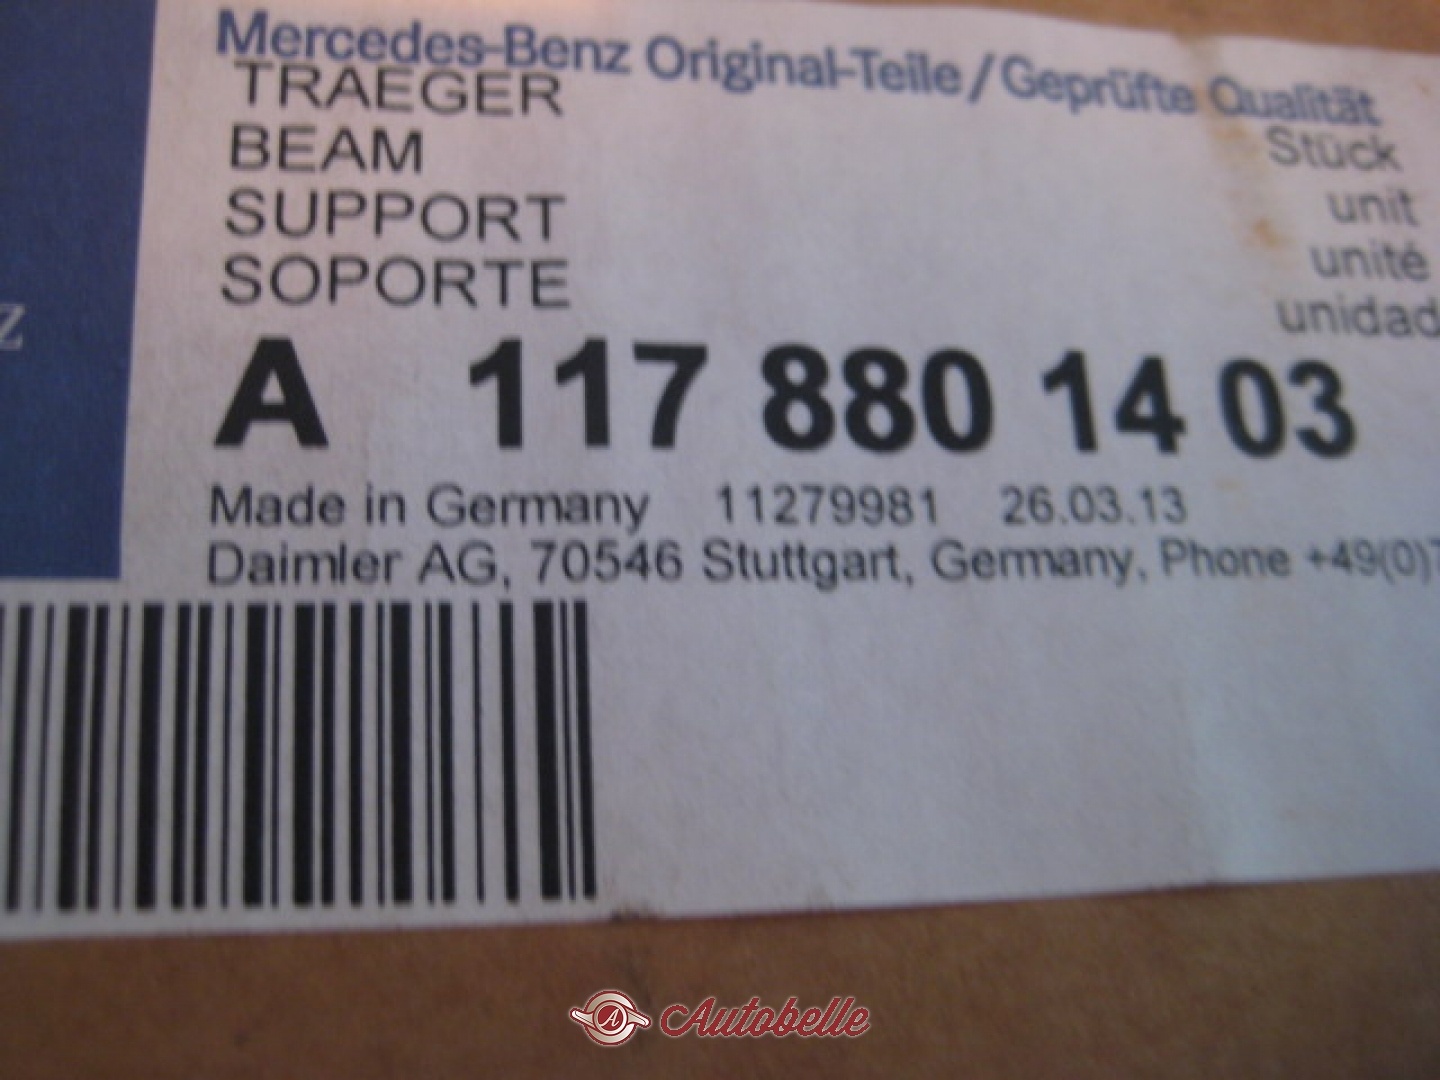 Mercedes-Benz Original-Teile / Geprüfte Qualität
TRAEGER
BEAM
SUPPORT
SOPORTE
Stück
unit
unité
unidad
z
A 117 880 14 03
Made in Germany 11279981 26.03.13
Daimler AG, 70546 Stuttgart, Germany, Phone +49(0)7
A Autobelle